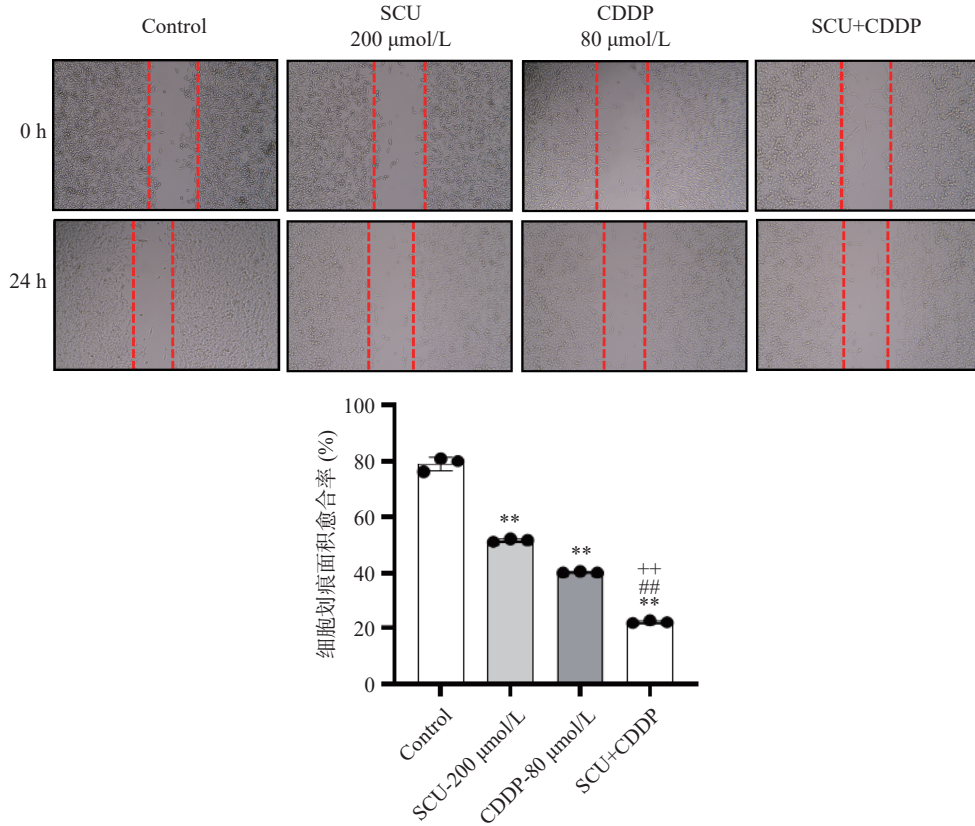 Control
SCU
200 μmol/L
CDDP
80 μmol/L
SCU+CDDP
0 h
24 h
细胞划痕面积愈合率 (%)
100
80
60
40
20
0
**
**
++
##
**
Control
SCU-200 μmol/L
CDDP-80 μmol/L
SCU+CDDP